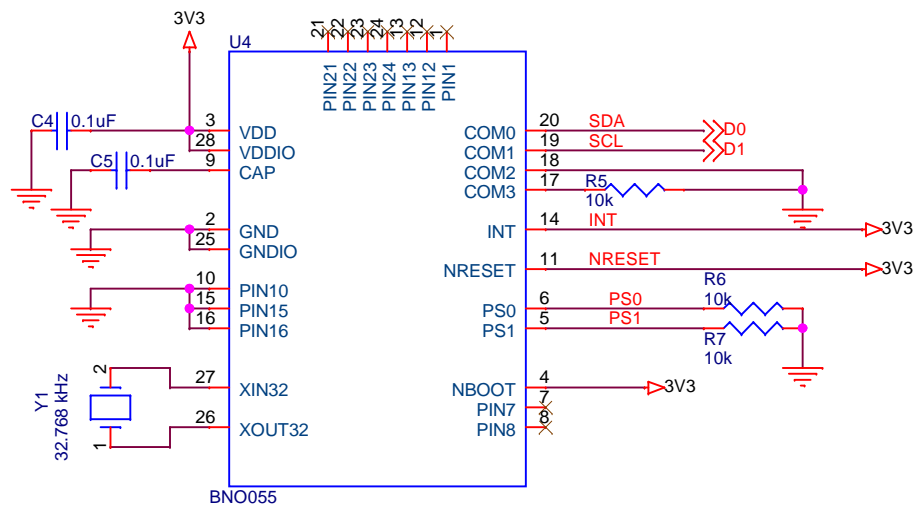 3V3
U4
21
22
23
24
13
12
1
PIN21
PIN22
PIN23
PIN24
PIN13
PIN12
PIN1
C4
0.1uF
3
VDD
28
VDDIO
C5
0.1uF
9
CAP
2
GND
25
GNDIO
10
PIN10
15
PIN15
16
PIN16
Y1
32.768 kHz
2
27
XIN32
1
26
XOUT32
COM0
20
SDA
D0
COM1
19
SCL
D1
COM2
18
COM3
17
R5
10k
INT
14
INT
3V3
NRESET
11
NRESET
3V3
PS0
6
PS0
R6
10k
PS1
5
PS1
R7
10k
NBOOT
4
3V3
PIN7
7
PIN8
8
BNO055